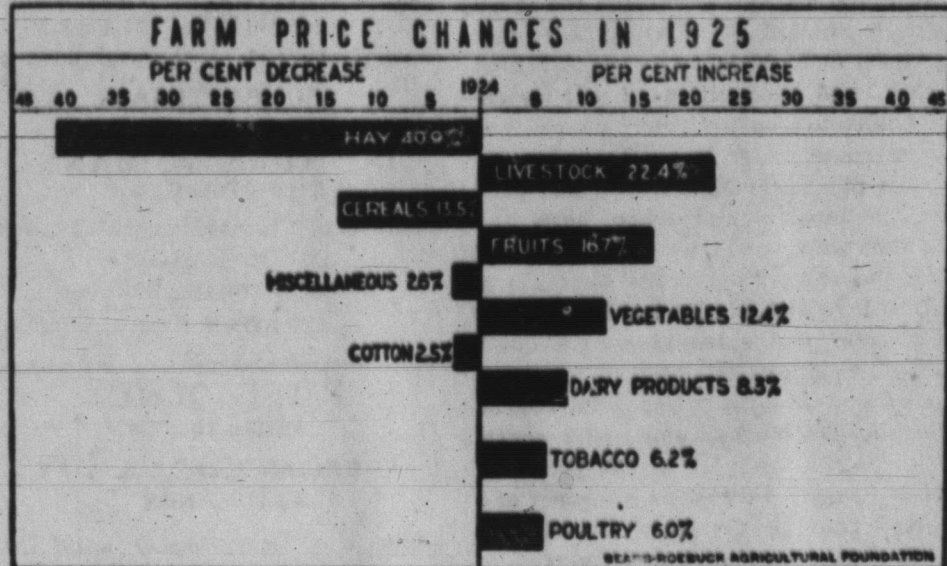 FARM PRICE CHANGES IN 1925
PER CENT DECREASE PER CENT INCREASE
45 40 35 30 25 20 15 10 5 1924 5 10 15 20 25 30 35 40 45
HAY 40.9%
LIVESTOCK 22.4%
CEREALS 13.5%
FRUITS 16.7%
MISCELLANEOUS 2.6%
VEGETABLES 12.4%
COTTON 2.5%
DAIRY PRODUCTS 8.3%
TOBACCO 6.2%
POULTRY 6.0%
SEARS-ROEBUCK AGRICULTURAL FOUNDATION